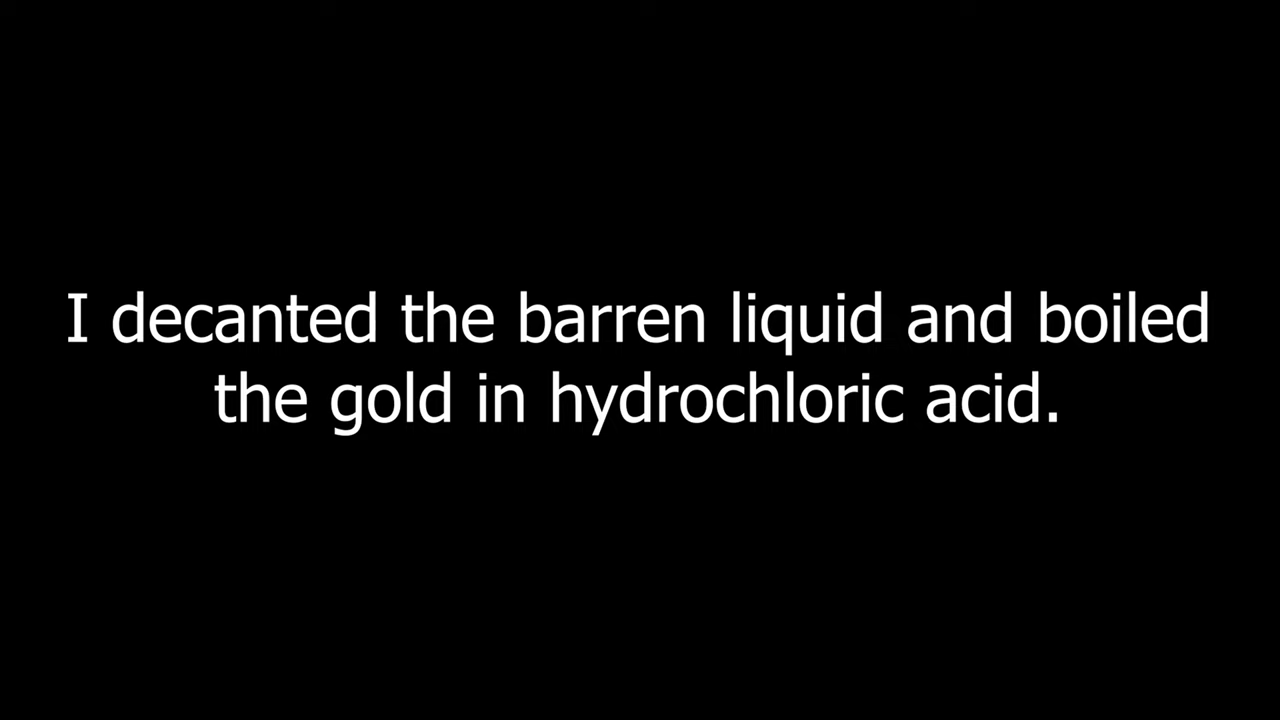 I decanted the barren liquid and boiled
the gold in hydrochloric acid.